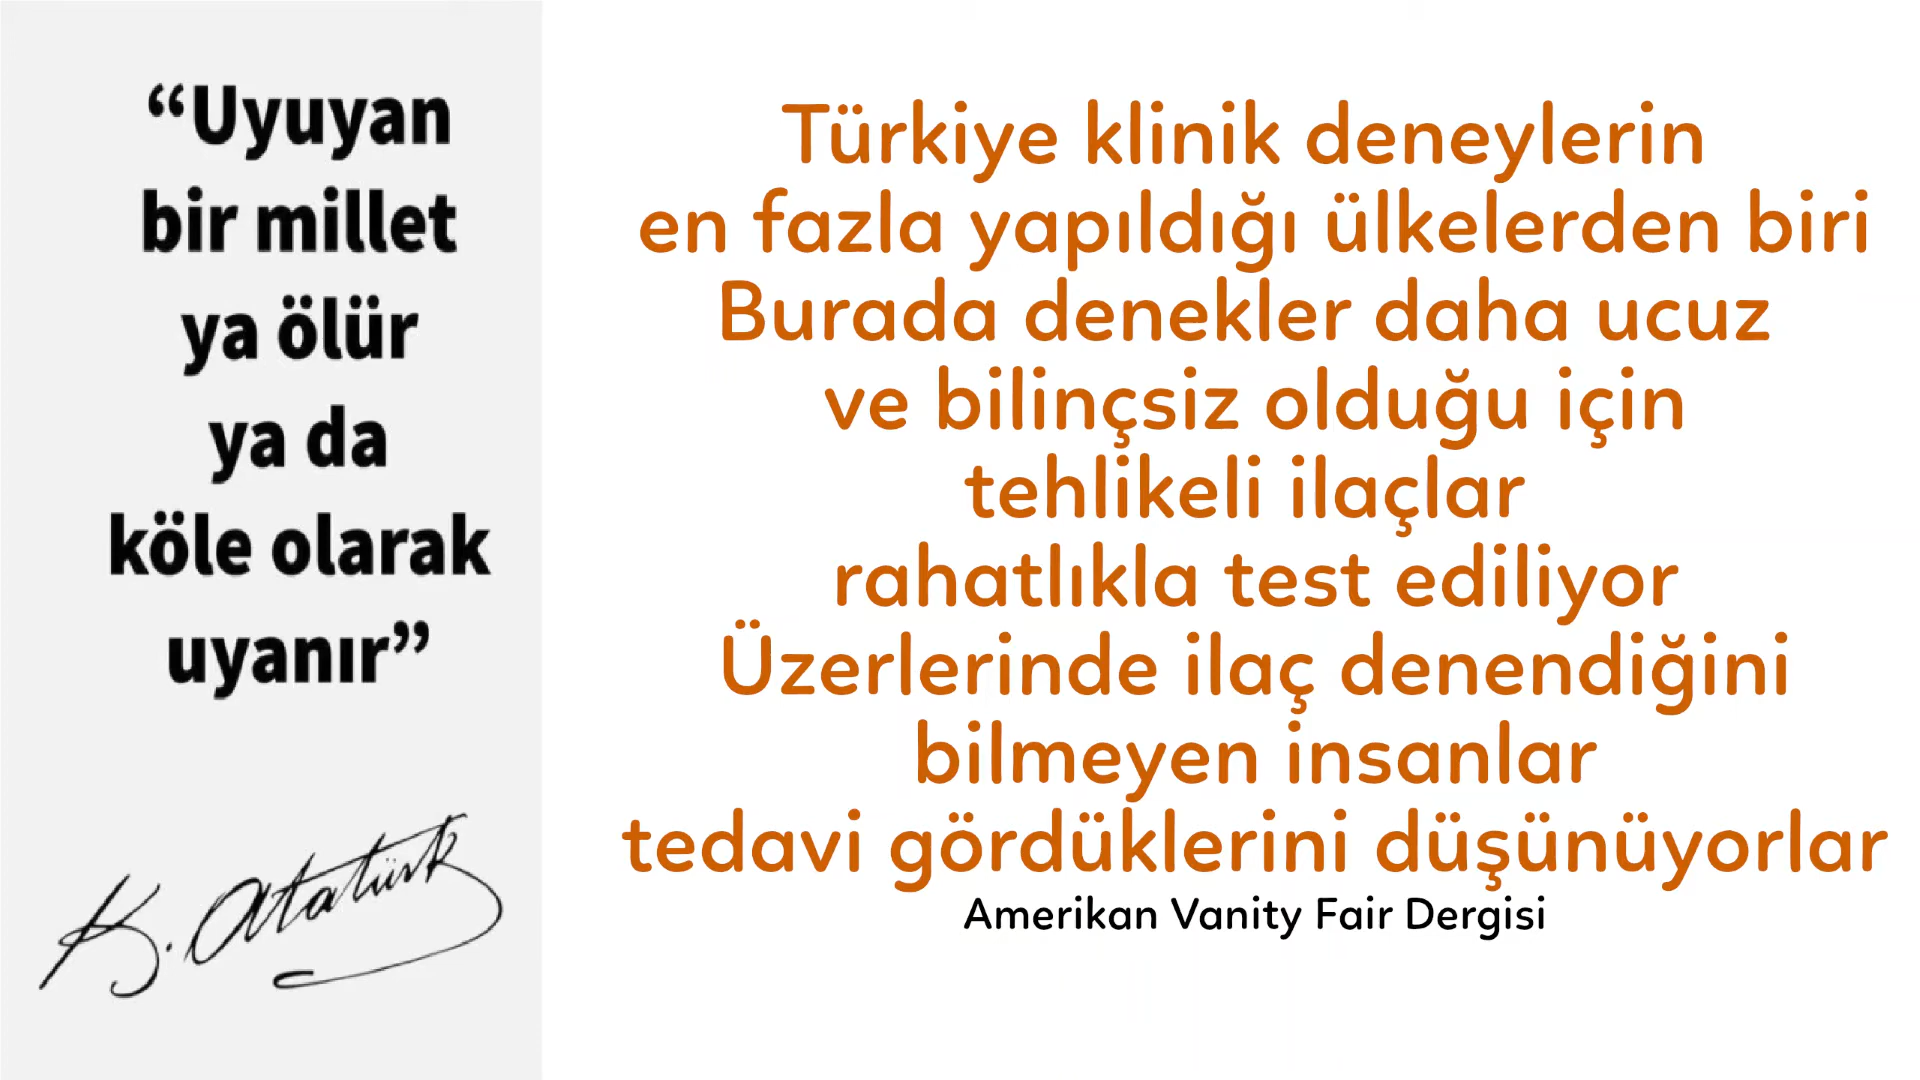 “Uyuyan
bir millet
ya ölür
ya da
köle olarak
uyanır”
K. Atatürk
Türkiye klinik deneylerin
en fazla yapıldığı ülkelerden biri
Burada denekler daha ucuz
ve bilinçsiz olduğu için
tehlikeli ilaçlar
rahatlıkla test ediliyor
Üzerlerinde ilaç denendiğini
bilmeyen insanlar
tedavi gördüklerini düşünüyorlar
Amerikan Vanity Fair Dergisi